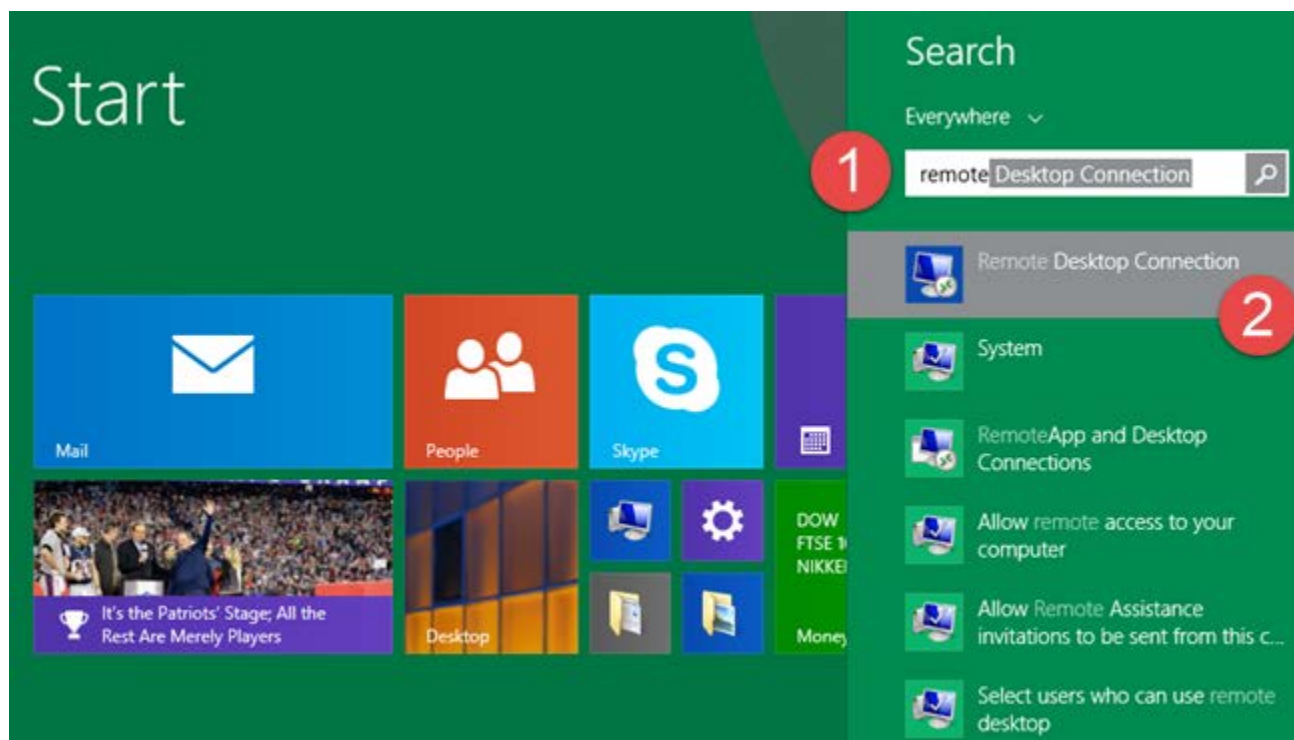 Start
Mail
People
Skype
It's the Patriots' Stage; All the
Rest Are Merely Players
Desktop
DOW
FTSE 1
NIKKE
Money
Search
Everywhere
1
remote Desktop Connection
Remote Desktop Connection
2
System
RemoteApp and Desktop
Connections
Allow remote access to your
computer
Allow Remote Assistance
invitations to be sent from this c...
Select users who can use remote
desktop